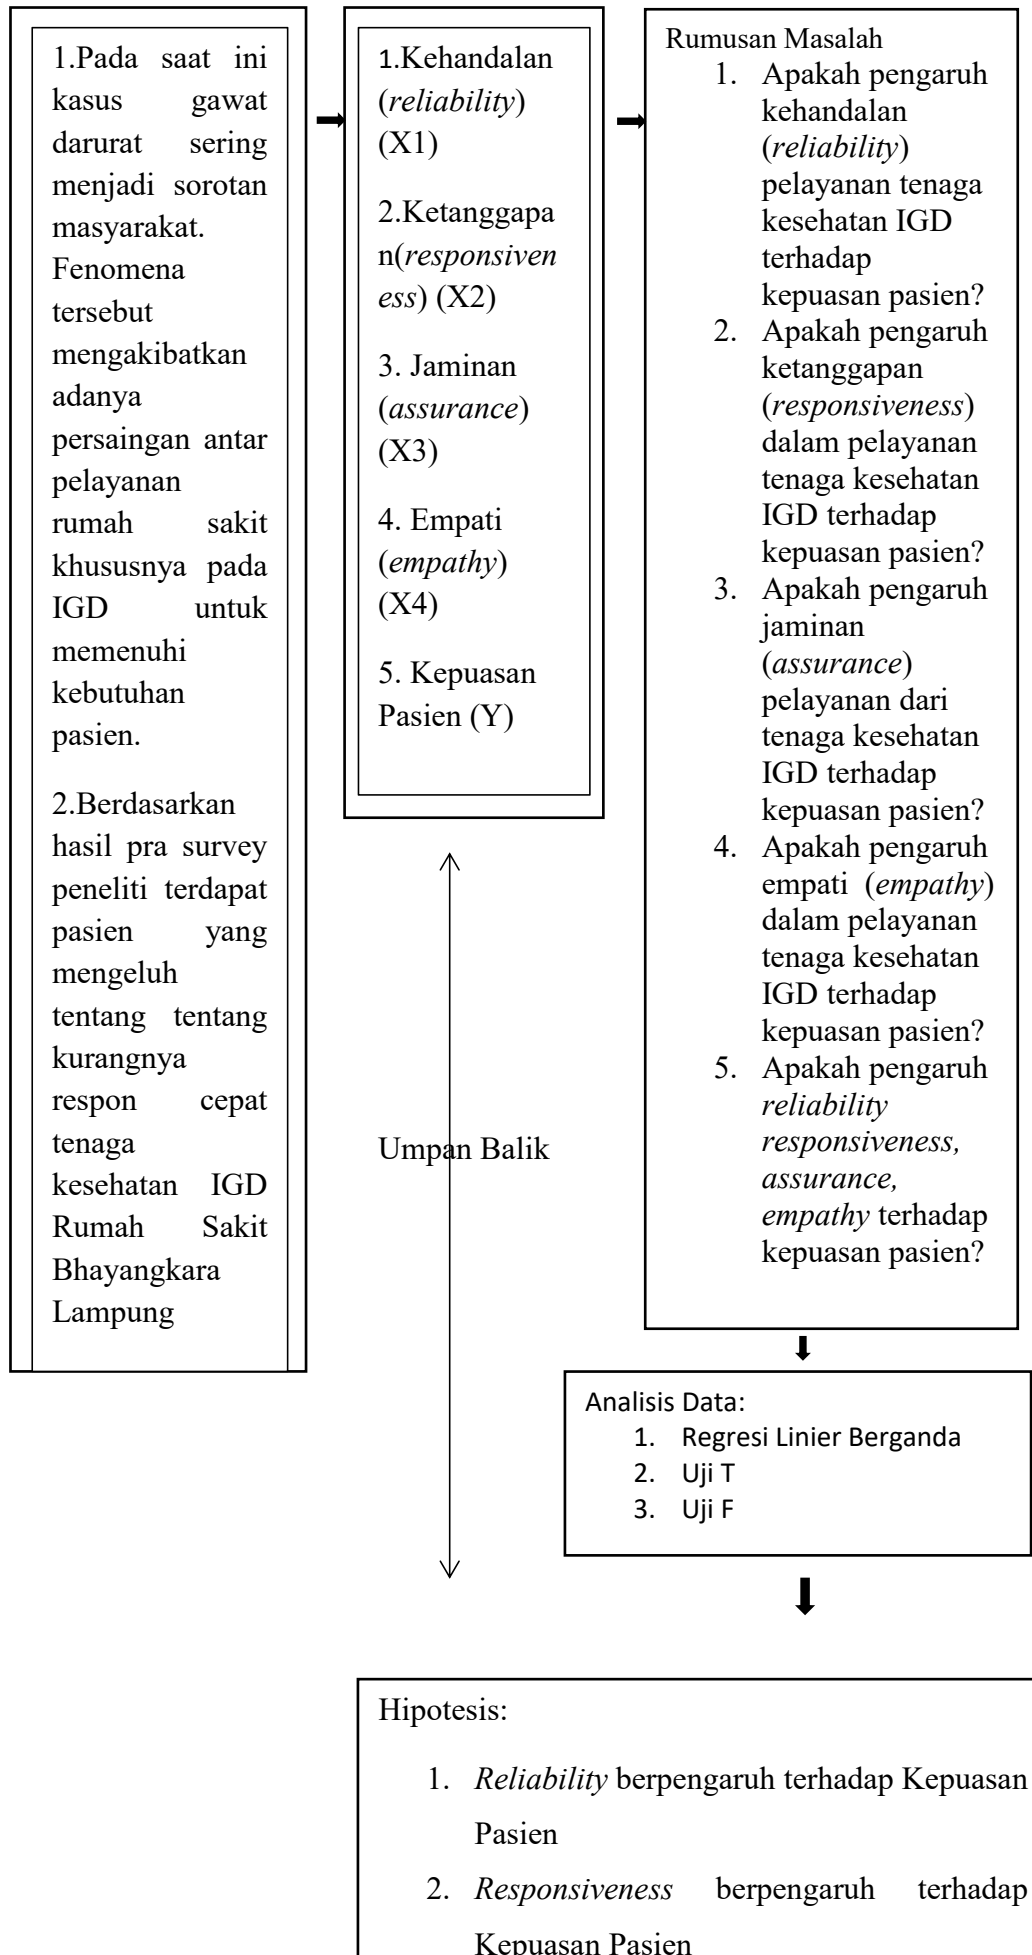 1.Pada saat ini
kasus gawat
darurat sering
menjadi sorotan
masyarakat.
Fenomena
tersebut
mengakibatkan
adanya
persaingan antar
pelayanan
rumah sakit
khususnya pada
IGD untuk
memenuhi
kebutuhan
pasien.
2.Berdasarkan
hasil pra survey
peneliti terdapat
pasien yang
mengeluh
tentang tentang
kurangnya
respon cepat
tenaga
kesehatan IGD
Rumah Sakit
Bhayangkara
Lampung
1.Kehandalan
(reliability)
(X1)
2.Ketanggapa
n(responsiven
ess) (X2)
3. Jaminan
(assurance)
(X3)
4. Empati
(empathy)
(X4)
5. Kepuasan
Pasien (Y)
Umpan Balik
Rumusan Masalah
1. Apakah pengaruh
kehandalan
(reliability)
pelayanan tenaga
kesehatan IGD
terhadap
kepuasan pasien?
2. Apakah pengaruh
ketanggapan
(responsiveness)
dalam pelayanan
tenaga kesehatan
IGD terhadap
kepuasan pasien?
3. Apakah pengaruh
jaminan
(assurance)
pelayanan dari
tenaga kesehatan
IGD terhadap
kepuasan pasien?
4. Apakah pengaruh
empati (empathy)
dalam pelayanan
tenaga kesehatan
IGD terhadap
kepuasan pasien?
5. Apakah pengaruh
reliability
responsiveness,
assurance,
empathy terhadap
kepuasan pasien?
Analisis Data:
1. Regresi Linier Berganda
2. Uji T
3. Uji F
Hipotesis:
1. Reliability berpengaruh terhadap Kepuasan
Pasien
2. Responsiveness berpengaruh terhadap
Kepuasan Pasien